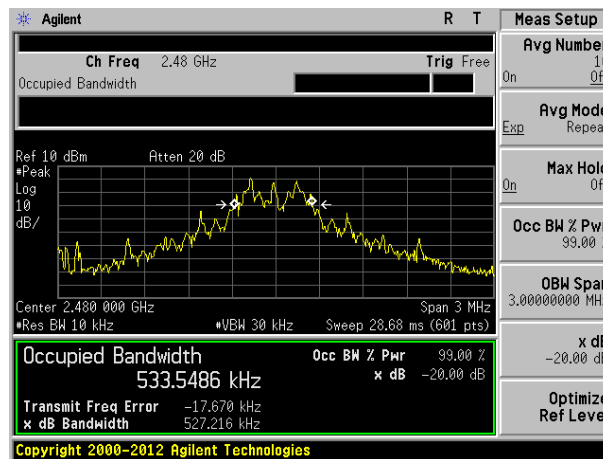 Agilent R T
Ch Freq 2.48 GHz Trig Free
Occupied Bandwidth
Ref 10 dBm Atten 20 dB
#Peak
Log
10
dB/
Center 2.480 000 GHz Span 3 MHz
#Res BW 10 kHz #VBW 30 kHz Sweep 28.68 ms (601 pts)
Occupied Bandwidth Occ BW % Pwr 99.00 %
533.5486 kHz x dB -20.00 dB
Transmit Freq Error -17.670 kHz
x dB Bandwidth 527.216 kHz
Copyright 2000-2012 Agilent Technologies
Meas Setup
Avg Number
On
Avg Mode
Exp Repea
Max Hold
On
Occ BW % Pwr
99.00
OBW Span
3.00000000 MH
x dB
-20.00 dB
Optimize
Ref Level